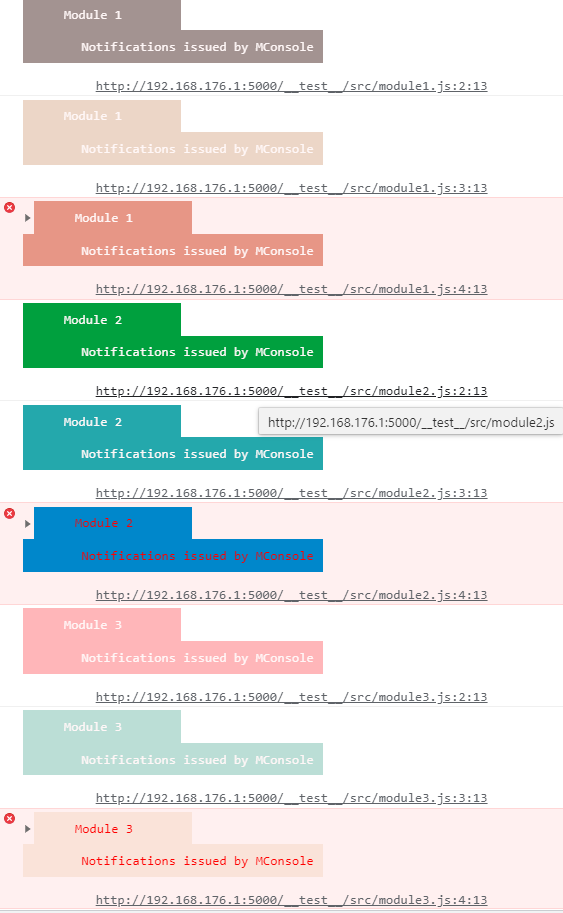 Module 1
Notifications issued by MConsole
http://192.168.176.1:5000/__test__/src/module1.js:2:13
Module 1
Notifications issued by MConsole
http://192.168.176.1:5000/__test__/src/module1.js:3:13
Module 1
Notifications issued by MConsole
http://192.168.176.1:5000/__test__/src/module1.js:4:13
Module 2
Notifications issued by MConsole
http://192.168.176.1:5000/__test__/src/module2.js:2:13
Module 2
http://192.168.176.1:5000/__test__/src/module2.js
Notifications issued by MConsole
http://192.168.176.1:5000/__test__/src/module2.js:3:13
Module 2
Notifications issued by MConsole
http://192.168.176.1:5000/__test__/src/module2.js:4:13
Module 3
Notifications issued by MConsole
http://192.168.176.1:5000/__test__/src/module3.js:2:13
Module 3
Notifications issued by MConsole
http://192.168.176.1:5000/__test__/src/module3.js:3:13
Module 3
Notifications issued by MConsole
http://192.168.176.1:5000/__test__/src/module3.js:4:13